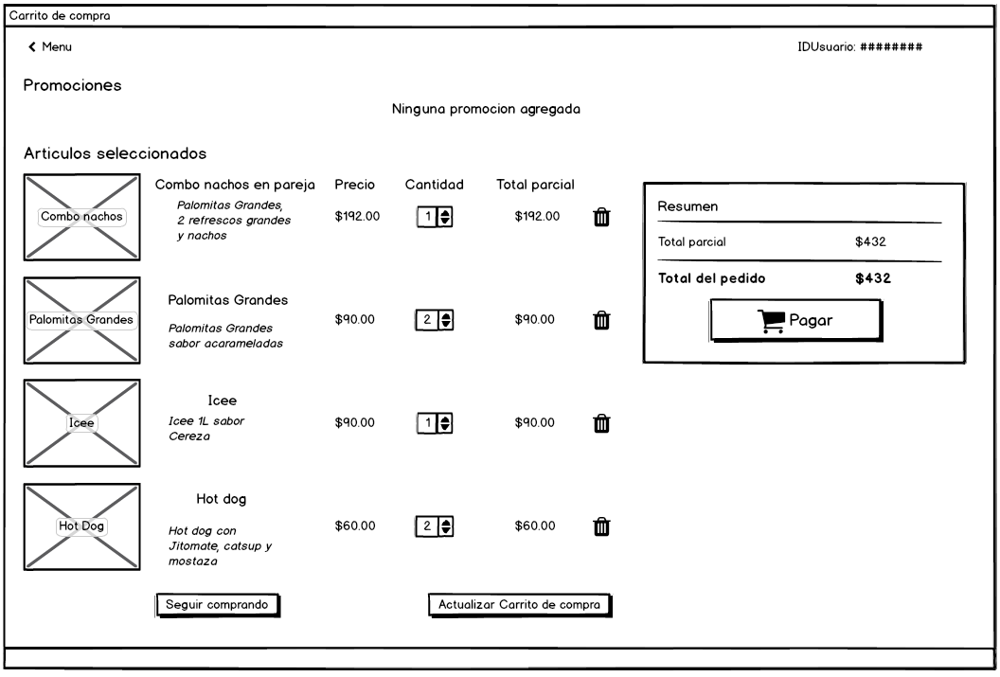 Carrito de compra
Menu
IDUsuario: ########
Promociones
Ninguna promocion agregada
Articulos seleccionados
Combo nachos en pareja Precio Cantidad Total parcial
Combo nachos
Palomitas Grandes,
2 refrescos grandes
y nachos
$192.00 1 $192.00
Resumen
Total parcial $432
Total del pedido $432
Pagar
Palomitas Grandes
Palomitas Grandes
Palomitas Grandes
sabor acarameladas
$90.00 2 $90.00
Icee
Icee
Icee 1L sabor
Cereza
$90.00 1 $90.00
Hot Dog
Hot dog
Hot dog con
Jitomate, catsup y
mostaza
$60.00 2 $60.00
Seguir comprando
Actualizar Carrito de compra